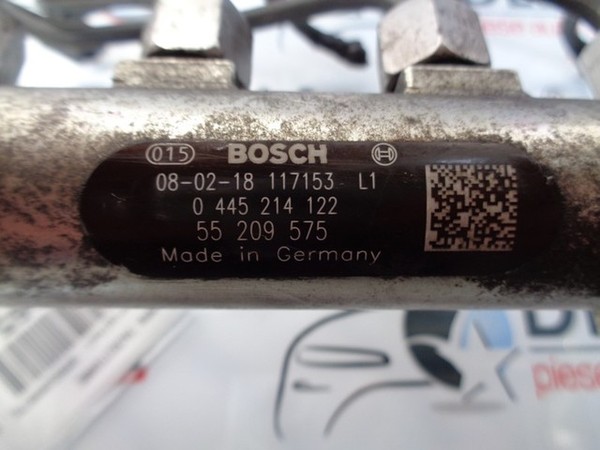 015 BOSCH
08-02-18 117153 L1
0 445 214 122
55 209 575
Made in Germany